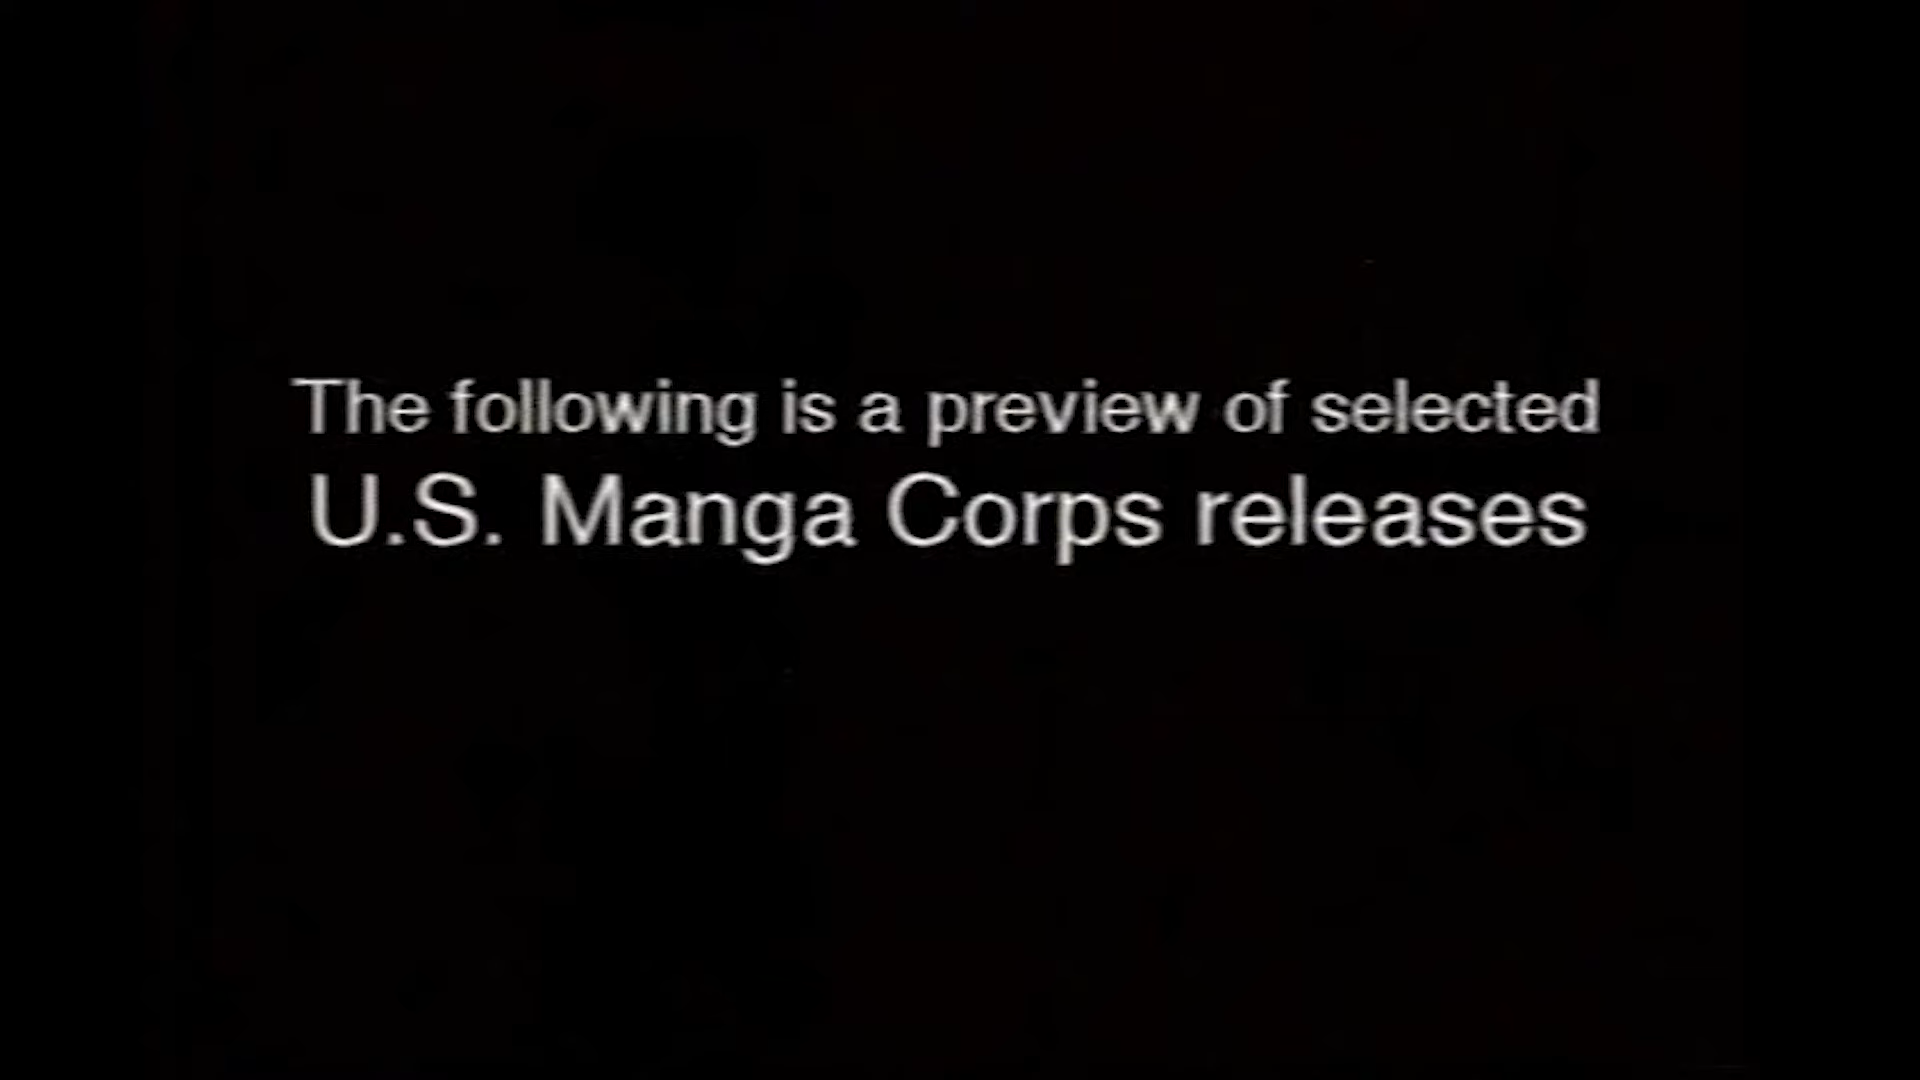 The following is a preview of selected
U.S. Manga Corps releases